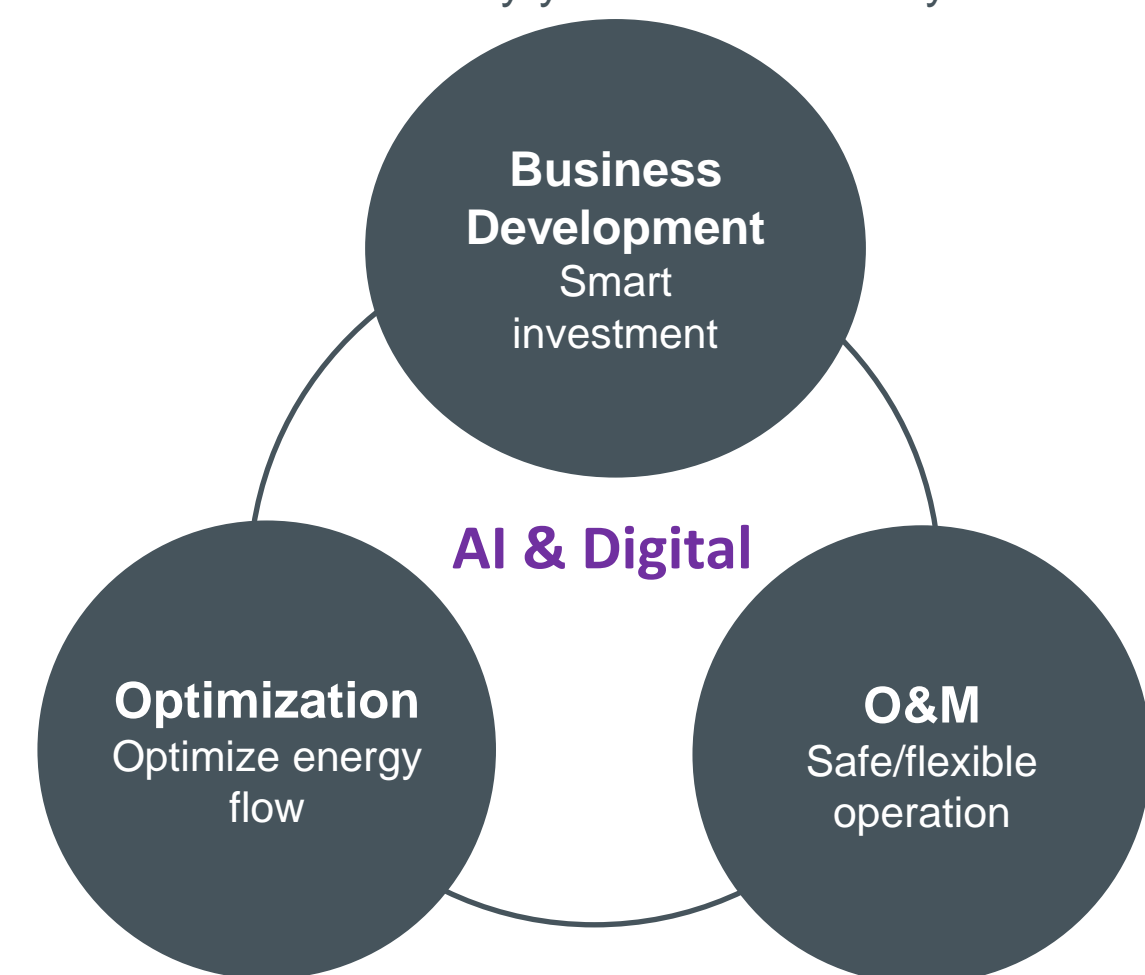 Business
Development
Smart
investment
AI & Digital
Optimization
Optimize energy
flow
O&M
Safe/flexible
operation